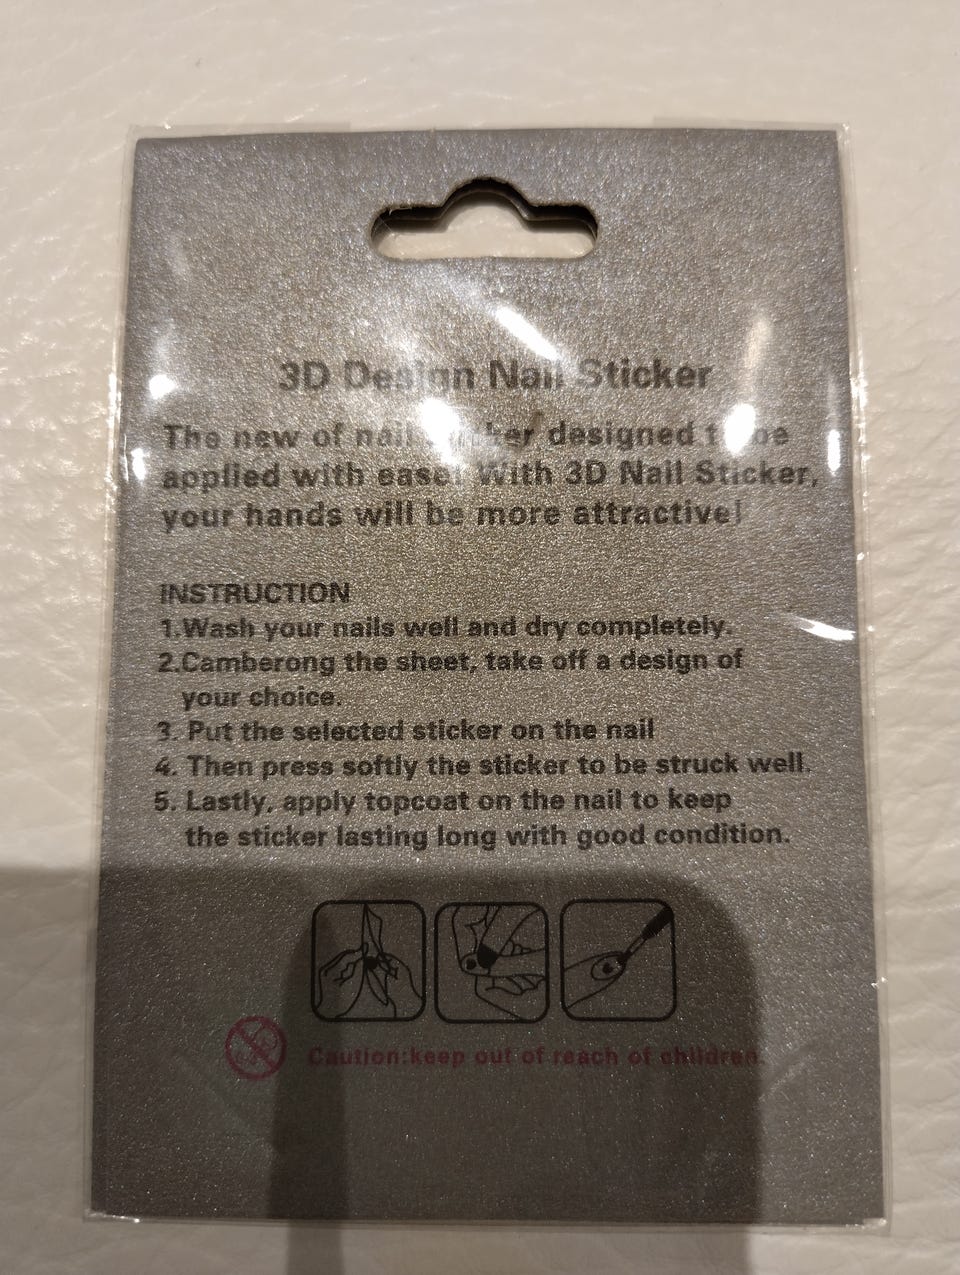 3D Design Nail Sticker
The new of nail designed to be
applied with ease! With 3D Nail Sticker,
your hands will be more attractive!
INSTRUCTION
1.Wash your nails well and dry completely.
2.Camberong the sheet, take off a design of
your choice.
3. Put the selected sticker on the nail
4. Then press softly the sticker to be struck well.
5. Lastly, apply topcoat on the nail to keep
the sticker lasting long with good condition.
Caution:keep out of reach of children.